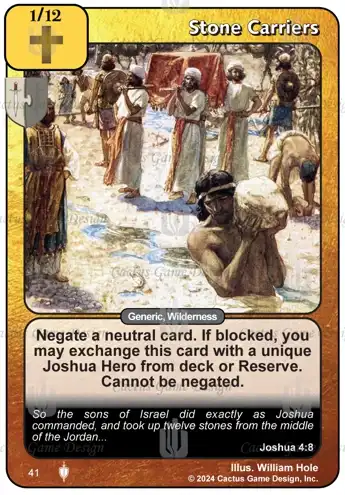 1/12
Stone Carriers
Generic, Wilderness
Negate a neutral card. If blocked, you
may exchange this card with a unique
Joshua Hero from deck or Reserve.
Cannot be negated.
So the sons of Israel did exactly as Joshua
commanded, and took up twelve stones from the middle
of the Jordan...
Joshua 4:8
Illus. William Hole
41
© 2024 Cactus Game Design, Inc.
Cactus Game Design